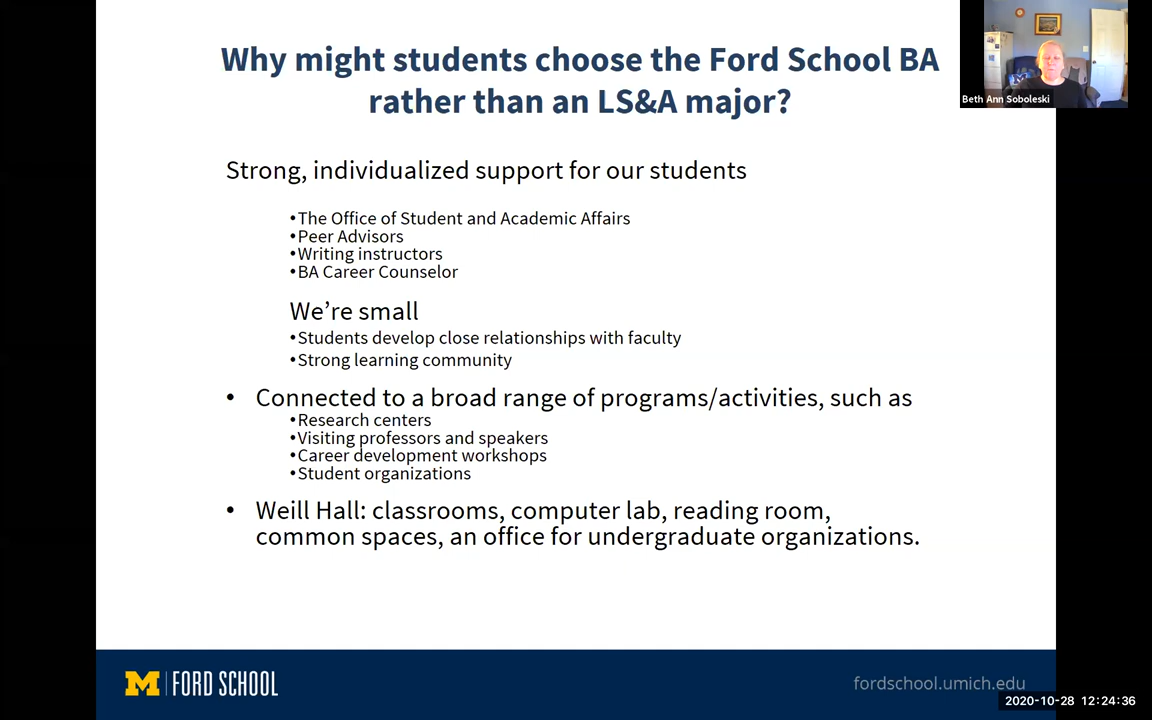 Why might students choose the Ford School BA
rather than an LS&A major?
Beth Ann Soboleski
Strong, individualized support for our students
•The Office of Student and Academic Affairs
•Peer Advisors
•Writing instructors
•BA Career Counselor
We’re small
•Students develop close relationships with faculty
•Strong learning community
• Connected to a broad range of programs/activities, such as
•Research centers
•Visiting professors and speakers
•Career development workshops
•Student organizations
• Weill Hall: classrooms, computer lab, reading room,
common spaces, an office for undergraduate organizations.
M | FORD SCHOOL
fordschool.umich.edu
2020-10-28 12:24:36